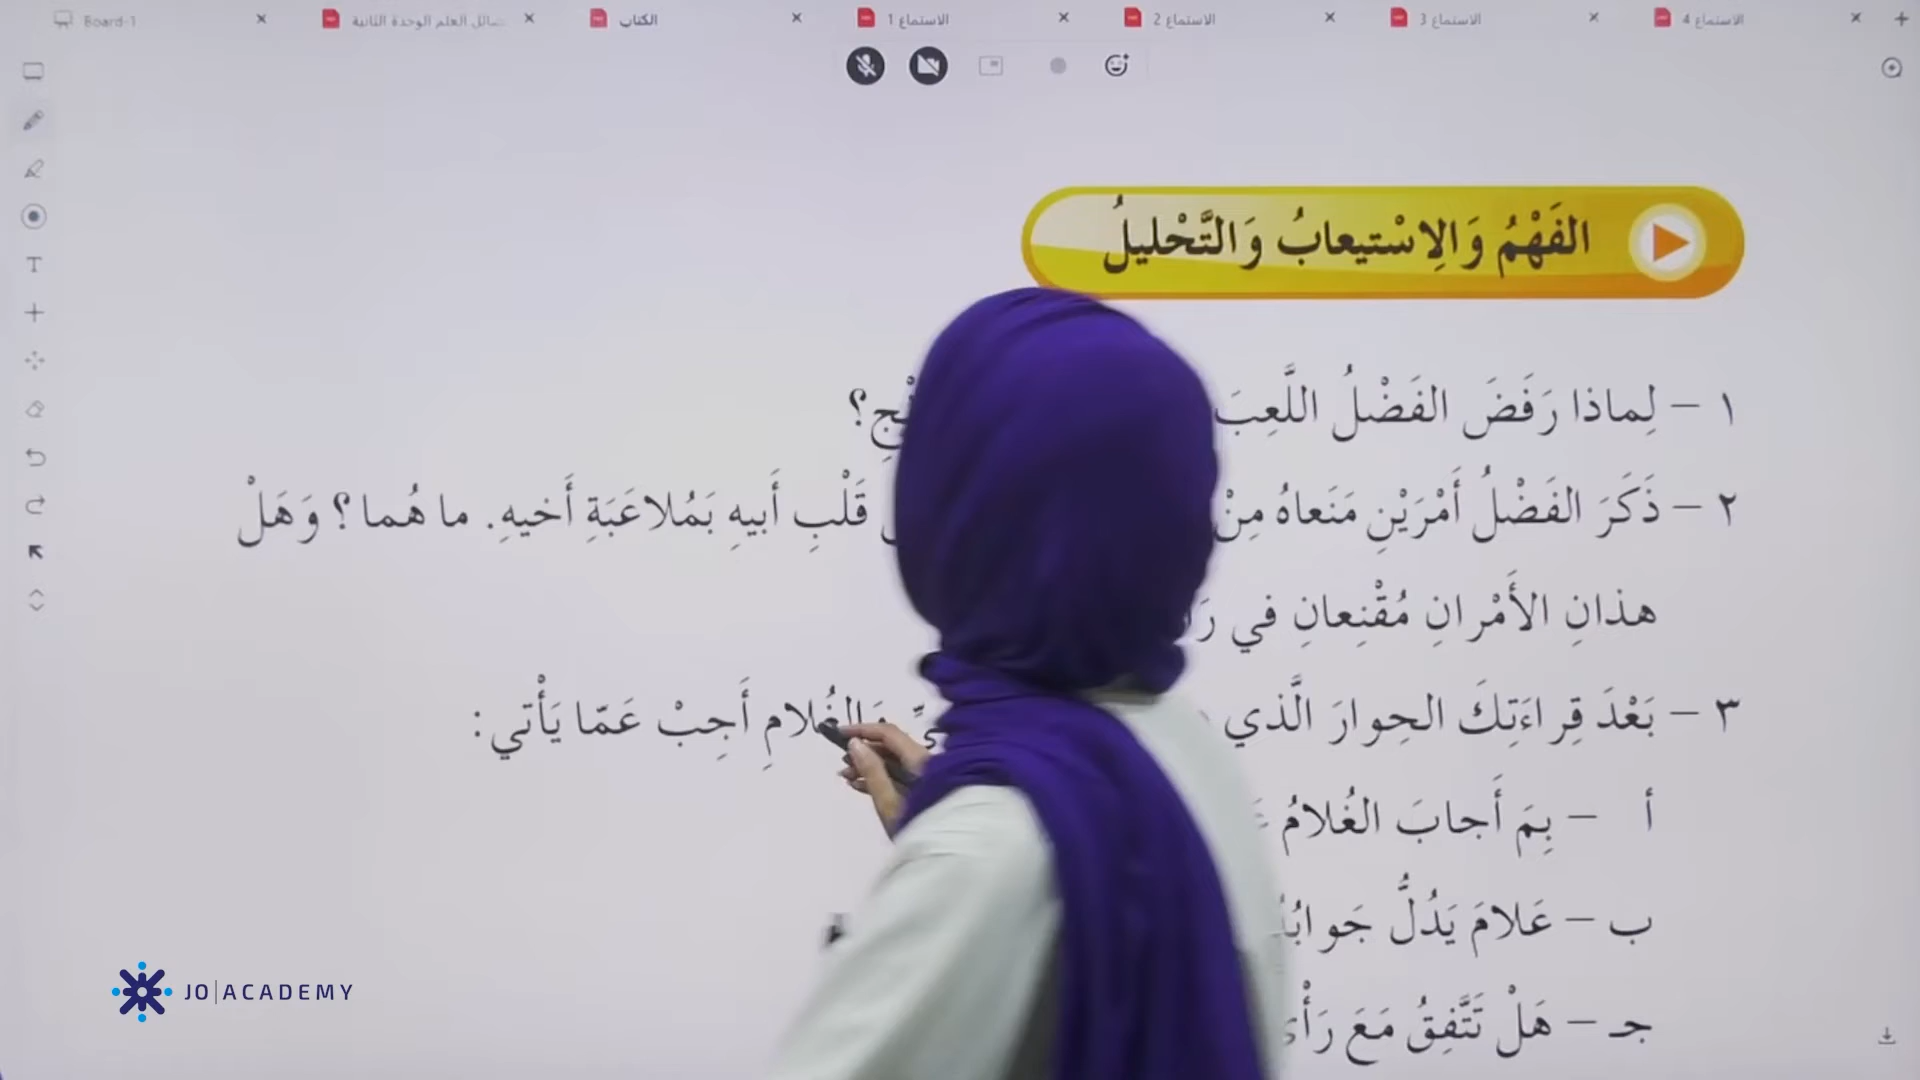 Board-1
الكتاب
الاستماع 1
الاستماع 2
الاستماع 3
الاستماع 4
الفَهْمُ وَالِاسْتيعابُ وَالتَّحْليلُ
١ – لِماذا رَفَضَ الفَضْلُ اللَّعِبَ ؟
٢ – ذَكَرَ الفَضْلُ أَمْرَيْنِ مَنَعاهُ مِنْ قَلْبِ أَبيهِ بَمُلاعَبَةِ أَخيهِ. ما هُما؟ وَهَلْ
هذانِ الأَمْرانِ مُقْنِعانِ في
٣ – بَعْدَ قِراءَتِكَ الحِوارَ الَّذي وَالغُلامِ أَجِبْ عَمّا يَأْتي:
أ – بِمَ أَجابَ الغُلامُ
ب – عَلامَ يَدُلُّ
جـ – هَلْ تَتَّفِقُ مَعَ
JO|ACADEMY